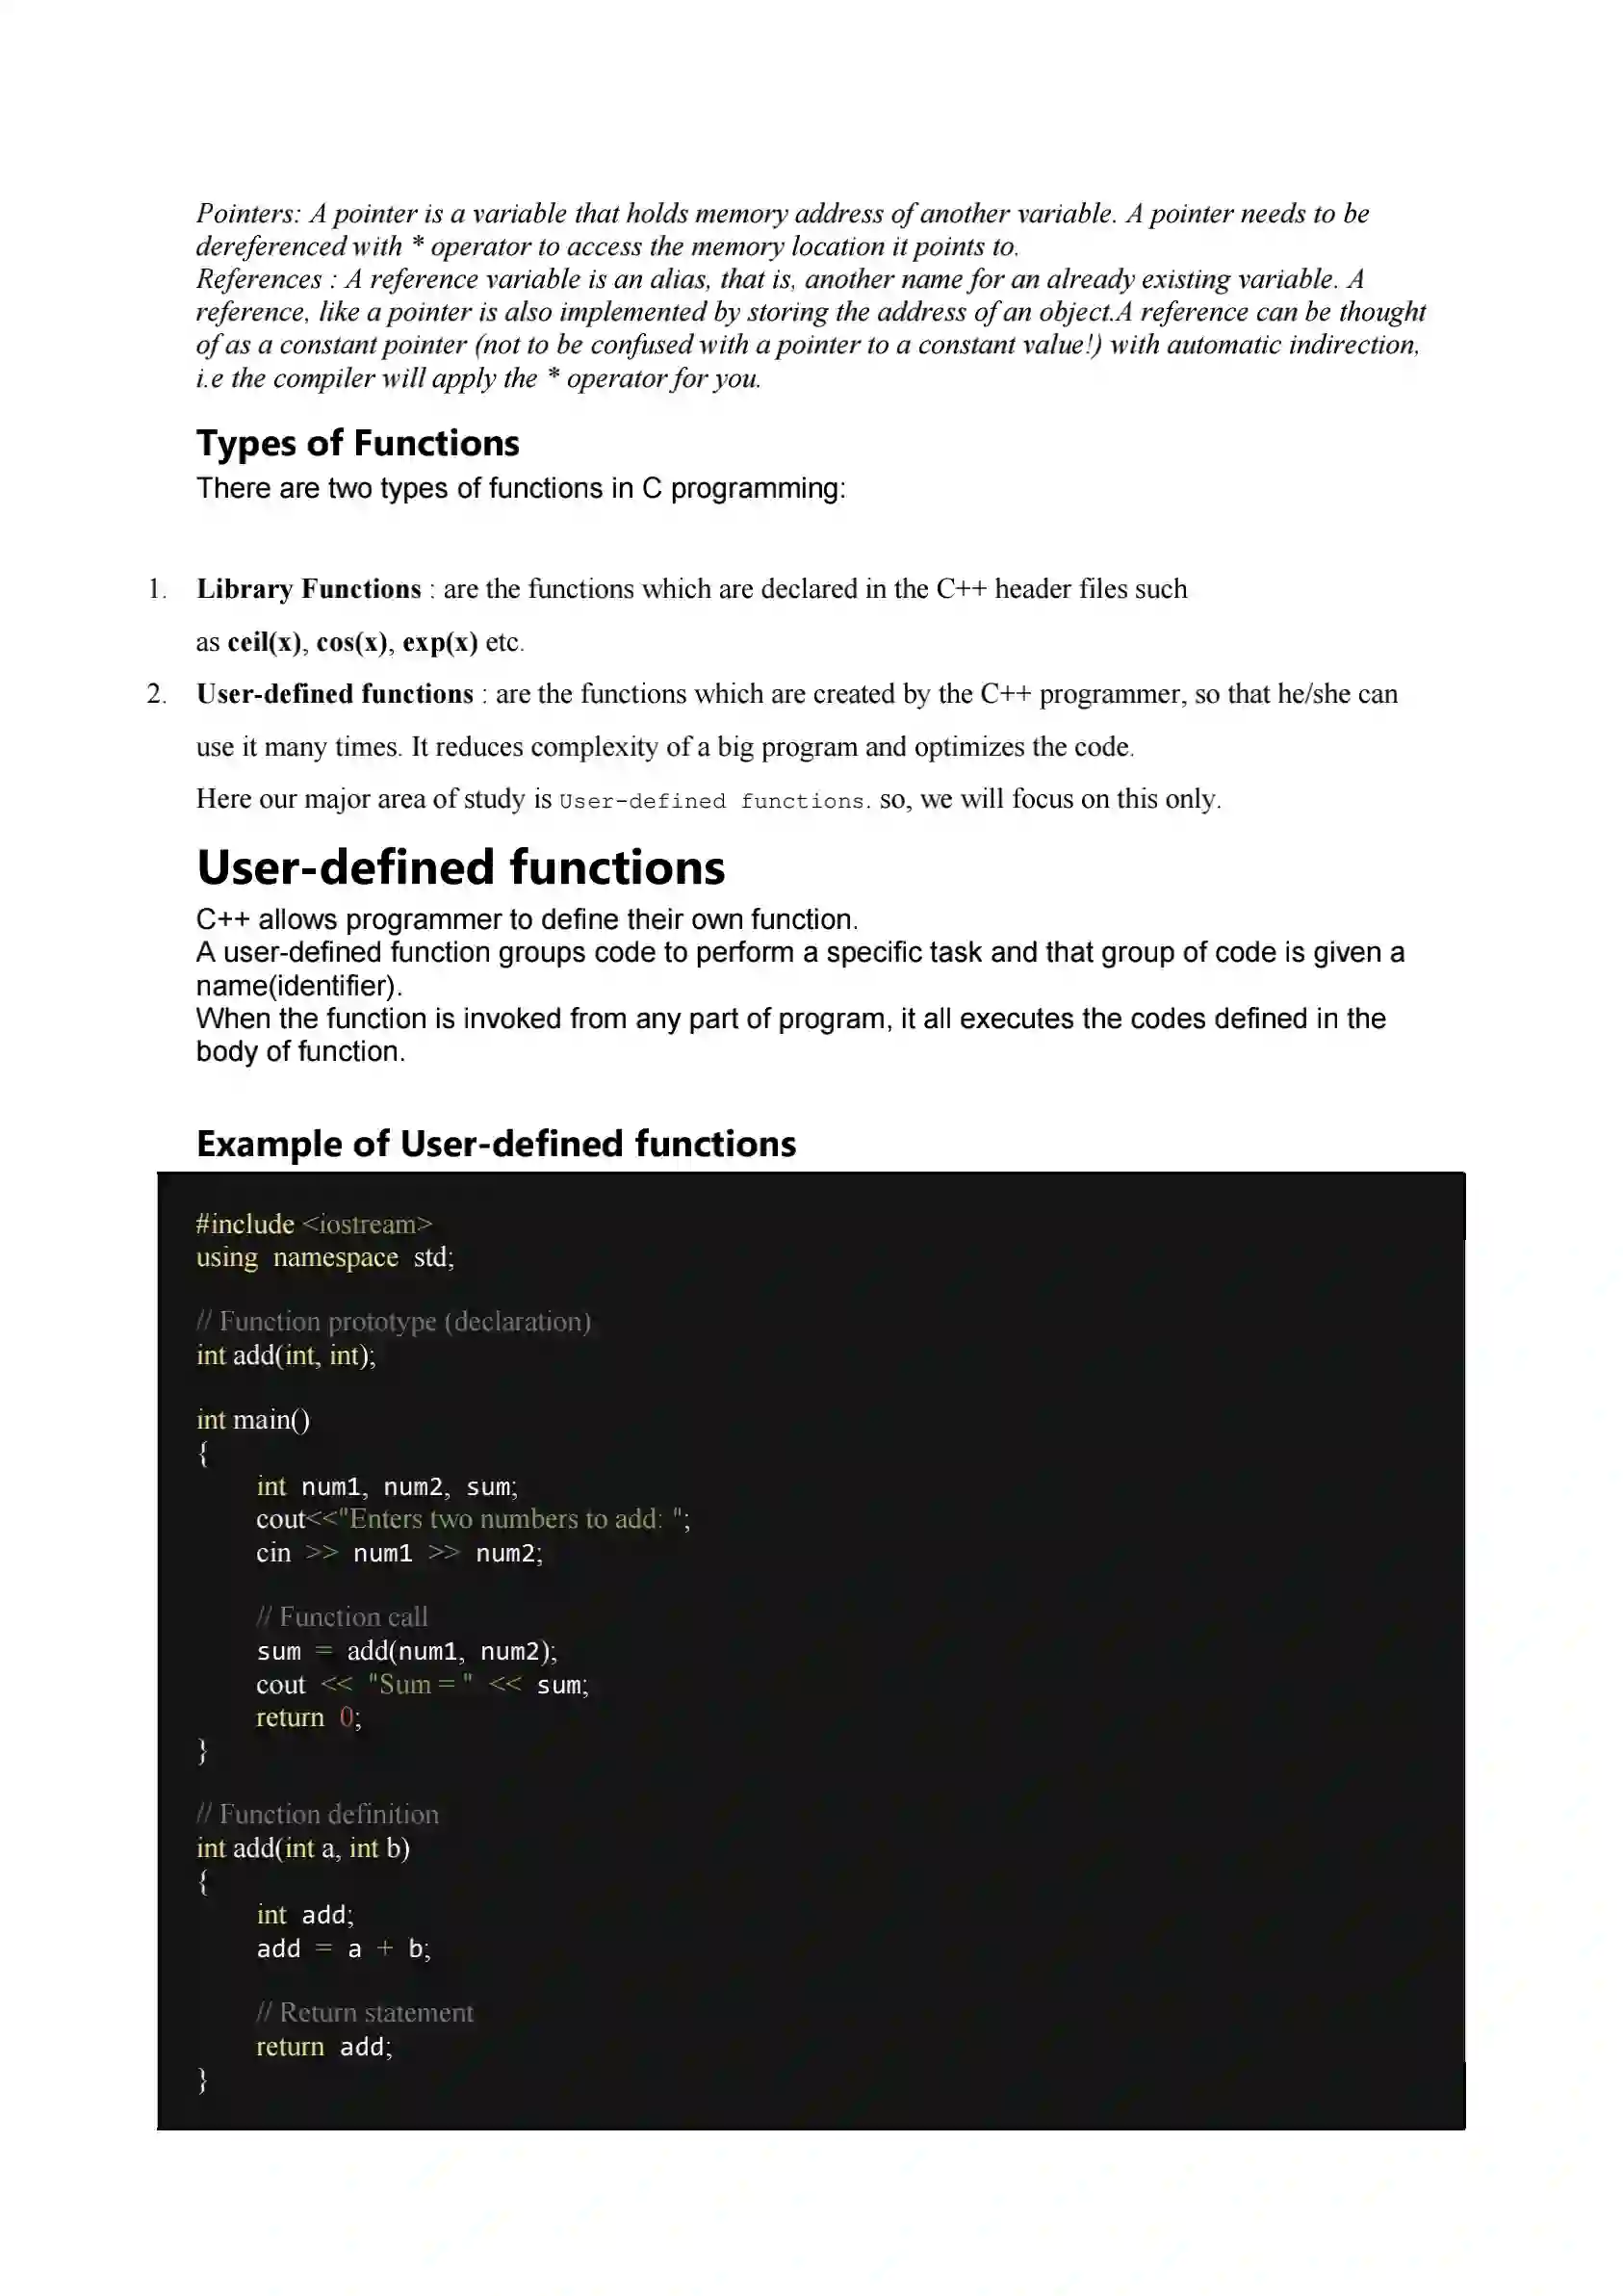 Pointers: A pointer is a variable that holds memory address of another variable. A pointer needs to be
dereferenced with * operator to access the memory location it points to.
References : A reference variable is an alias, that is, another name for an already existing variable. A
reference, like a pointer is also implemented by storing the address of an object.A reference can be thought
of as a constant pointer (not to be confused with a pointer to a constant value!) with automatic indirection,
i.e the compiler will apply the * operator for you.
Types of Functions
There are two types of functions in C programming:
1. Library Functions : are the functions which are declared in the C++ header files such
as ceil(x), cos(x), exp(x) etc.
2. User-defined functions : are the functions which are created by the C++ programmer, so that he/she can
use it many times. It reduces complexity of a big program and optimizes the code.
Here our major area of study is User-defined functions. so, we will focus on this only.
User-defined functions
C++ allows programmer to define their own function.
A user-defined function groups code to perform a specific task and that group of code is given a
name(identifier).
When the function is invoked from any part of program, it all executes the codes defined in the
body of function.
Example of User-defined functions
#include <iostream>
using namespace std;
// Function prototype (declaration)
int add(int, int);
int main()
{
int num1, num2, sum;
cout<<"Enters two numbers to add: ";
cin >> num1 >> num2;
// Function call
sum = add(num1, num2);
cout << "Sum = " << sum;
return 0;
}
// Function definition
int add(int a, int b)
{
int add;
add = a + b;
// Return statement
return add;
}